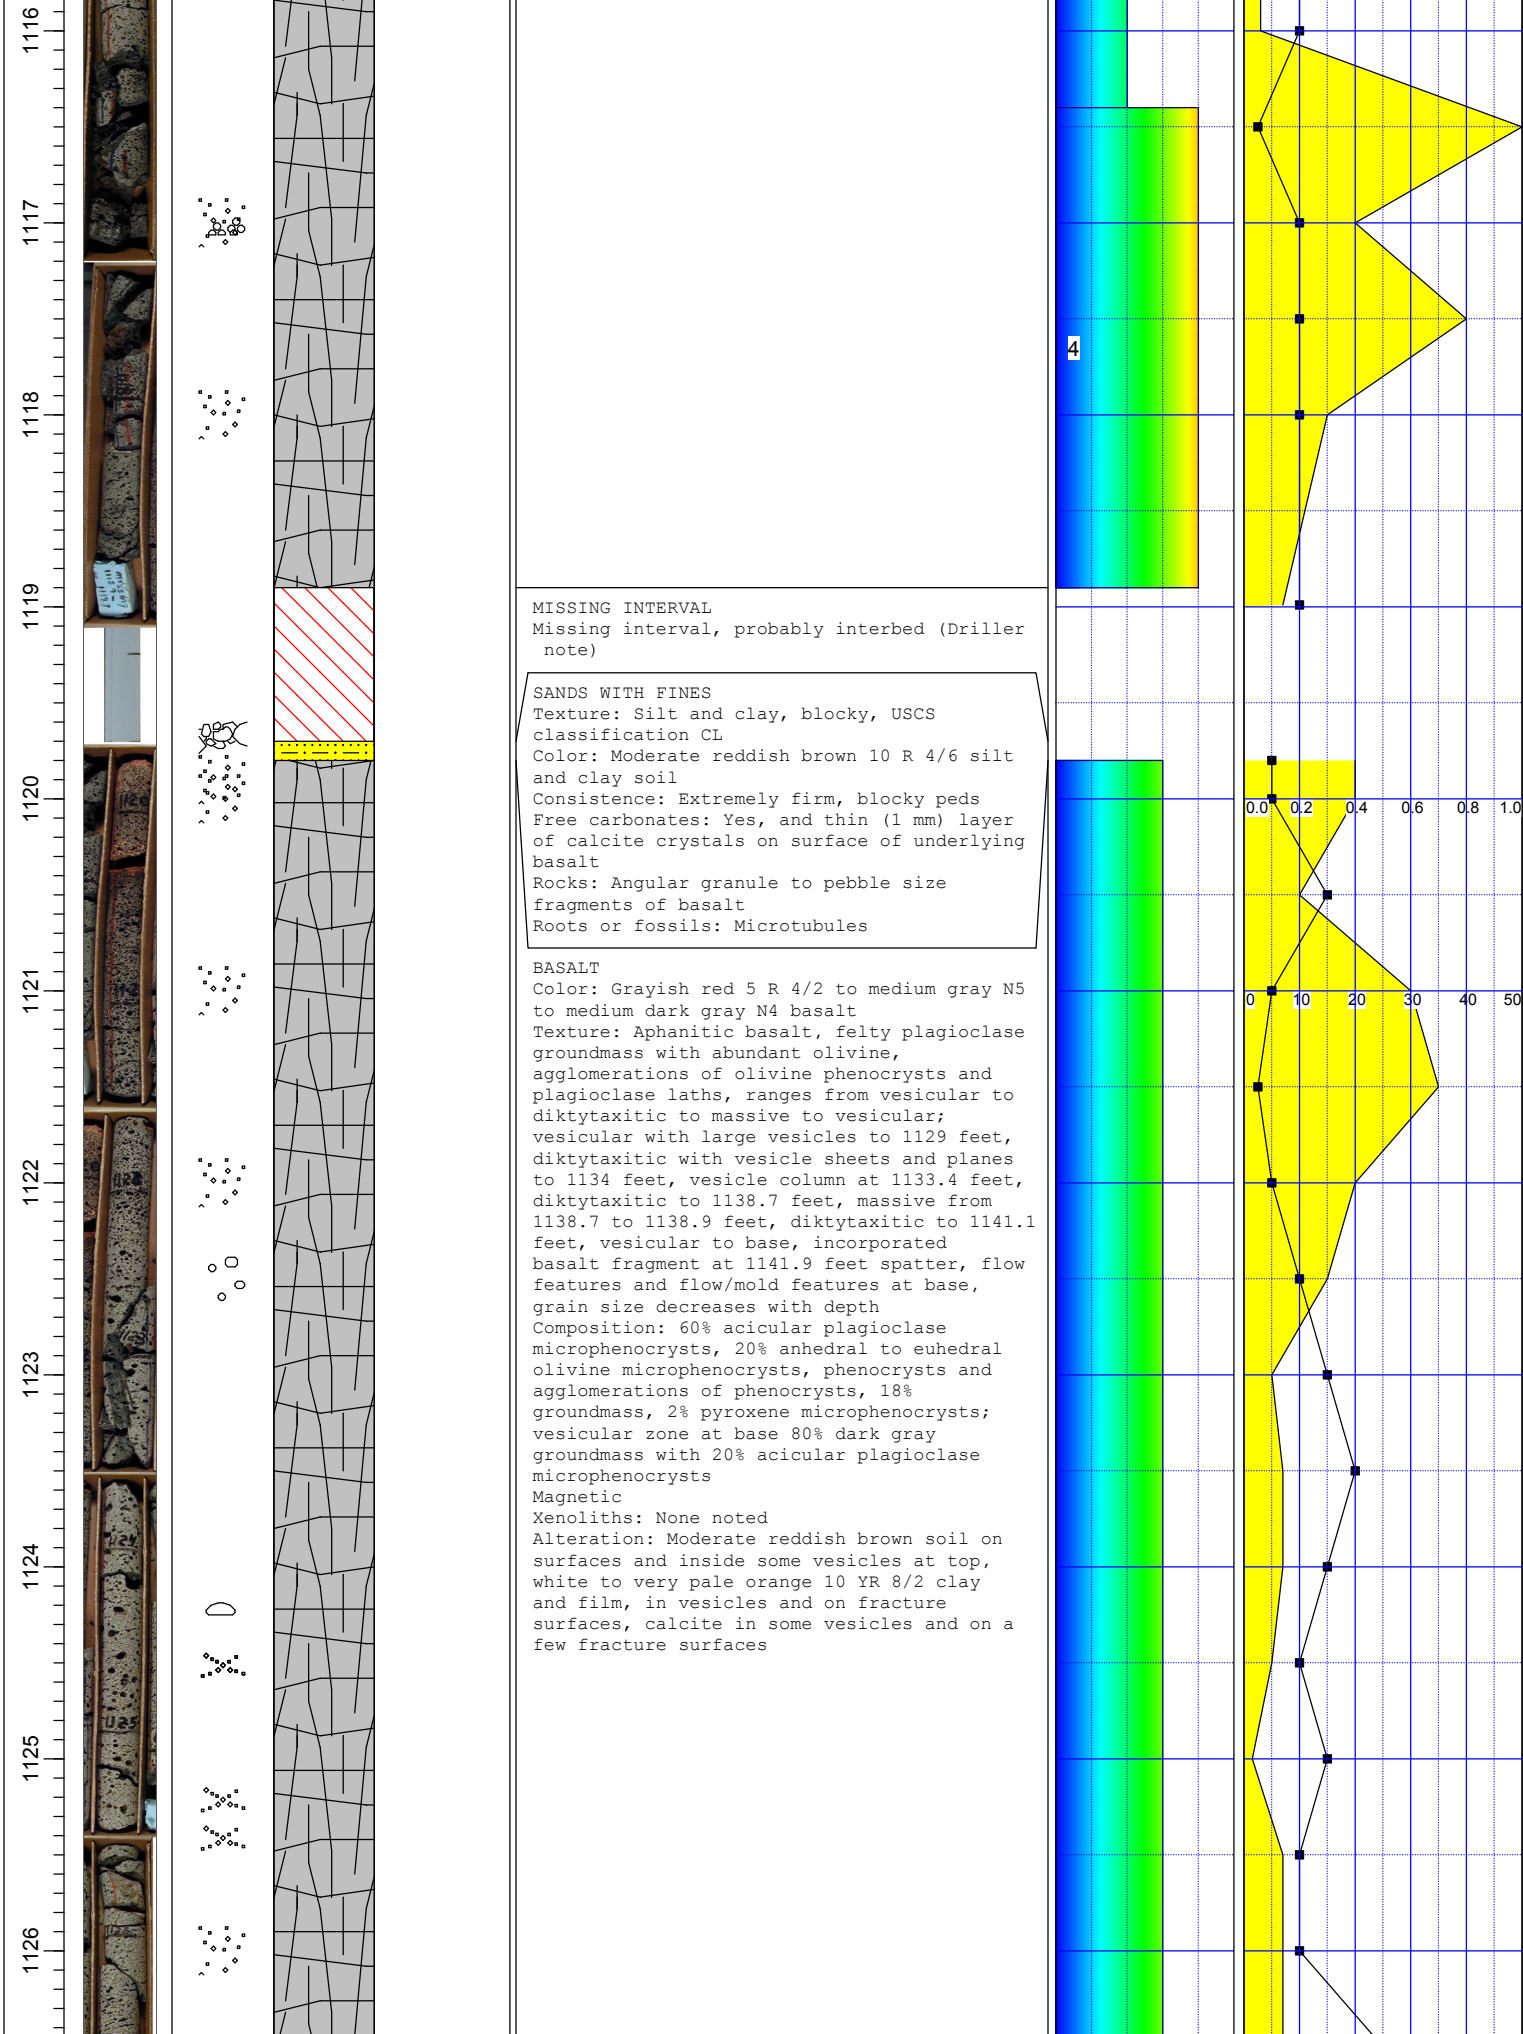 1116
1117
1118
1119
1120
1121
1122
1123
1124
1125
1126
MISSING INTERVAL
Missing interval, probably interbed (Driller
note)
SANDS WITH FINES
Texture: Silt and clay, blocky, USCS
classification CL
Color: Moderate reddish brown 10 R 4/6 silt
and clay soil
Consistence: Extremely firm, blocky peds
Free carbonates: Yes, and thin (1 mm) layer
of calcite crystals on surface of underlying
basalt
Rocks: Angular granule to pebble size
fragments of basalt
Roots or fossils: Microtubules
BASALT
Color: Grayish red 5 R 4/2 to medium gray N5
to medium dark gray N4 basalt
Texture: Aphanitic basalt, felty plagioclase
groundmass with abundant olivine,
agglomerations of olivine phenocrysts and
plagioclase laths, ranges from vesicular to
diktytaxitic to massive to vesicular;
vesicular with large vesicles to 1129 feet,
diktytaxitic with vesicle sheets and planes
to 1134 feet, vesicle column at 1133.4 feet,
diktytaxitic to 1138.7 feet, massive from
1138.7 to 1138.9 feet, diktytaxitic to 1141.1
feet, vesicular to base, incorporated
basalt fragment at 1141.9 feet spatter, flow
features and flow/mold features at base,
grain size decreases with depth
Composition: 60% acicular plagioclase
microphenocrysts, 20% anhedral to euhedral
olivine microphenocrysts, phenocrysts and
agglomerations of phenocrysts, 18%
groundmass, 2% pyroxene microphenocrysts;
vesicular zone at base 80% dark gray
groundmass with 20% acicular plagioclase
microphenocrysts
Magnetic
Xenoliths: None noted
Alteration: Moderate reddish brown soil on
surfaces and inside some vesicles at top,
white to very pale orange 10 YR 8/2 clay
and film, in vesicles and on fracture
surfaces, calcite in some vesicles and on a
few fracture surfaces
4
0.0 0.2 0.4 0.6 0.8 1.0
0 10 20 30 40 50
1125